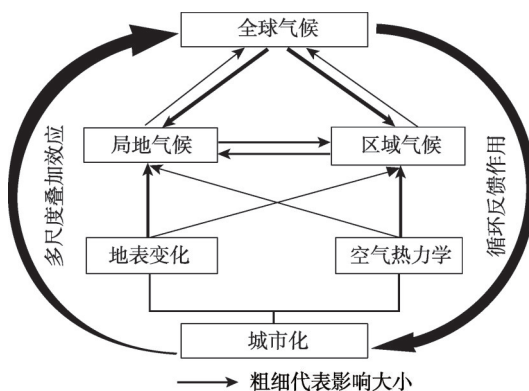 全球气候
局地气候
区域气候
多尺度叠加效应
循环反馈作用
地表变化
空气热力学
城市化
粗细代表影响大小